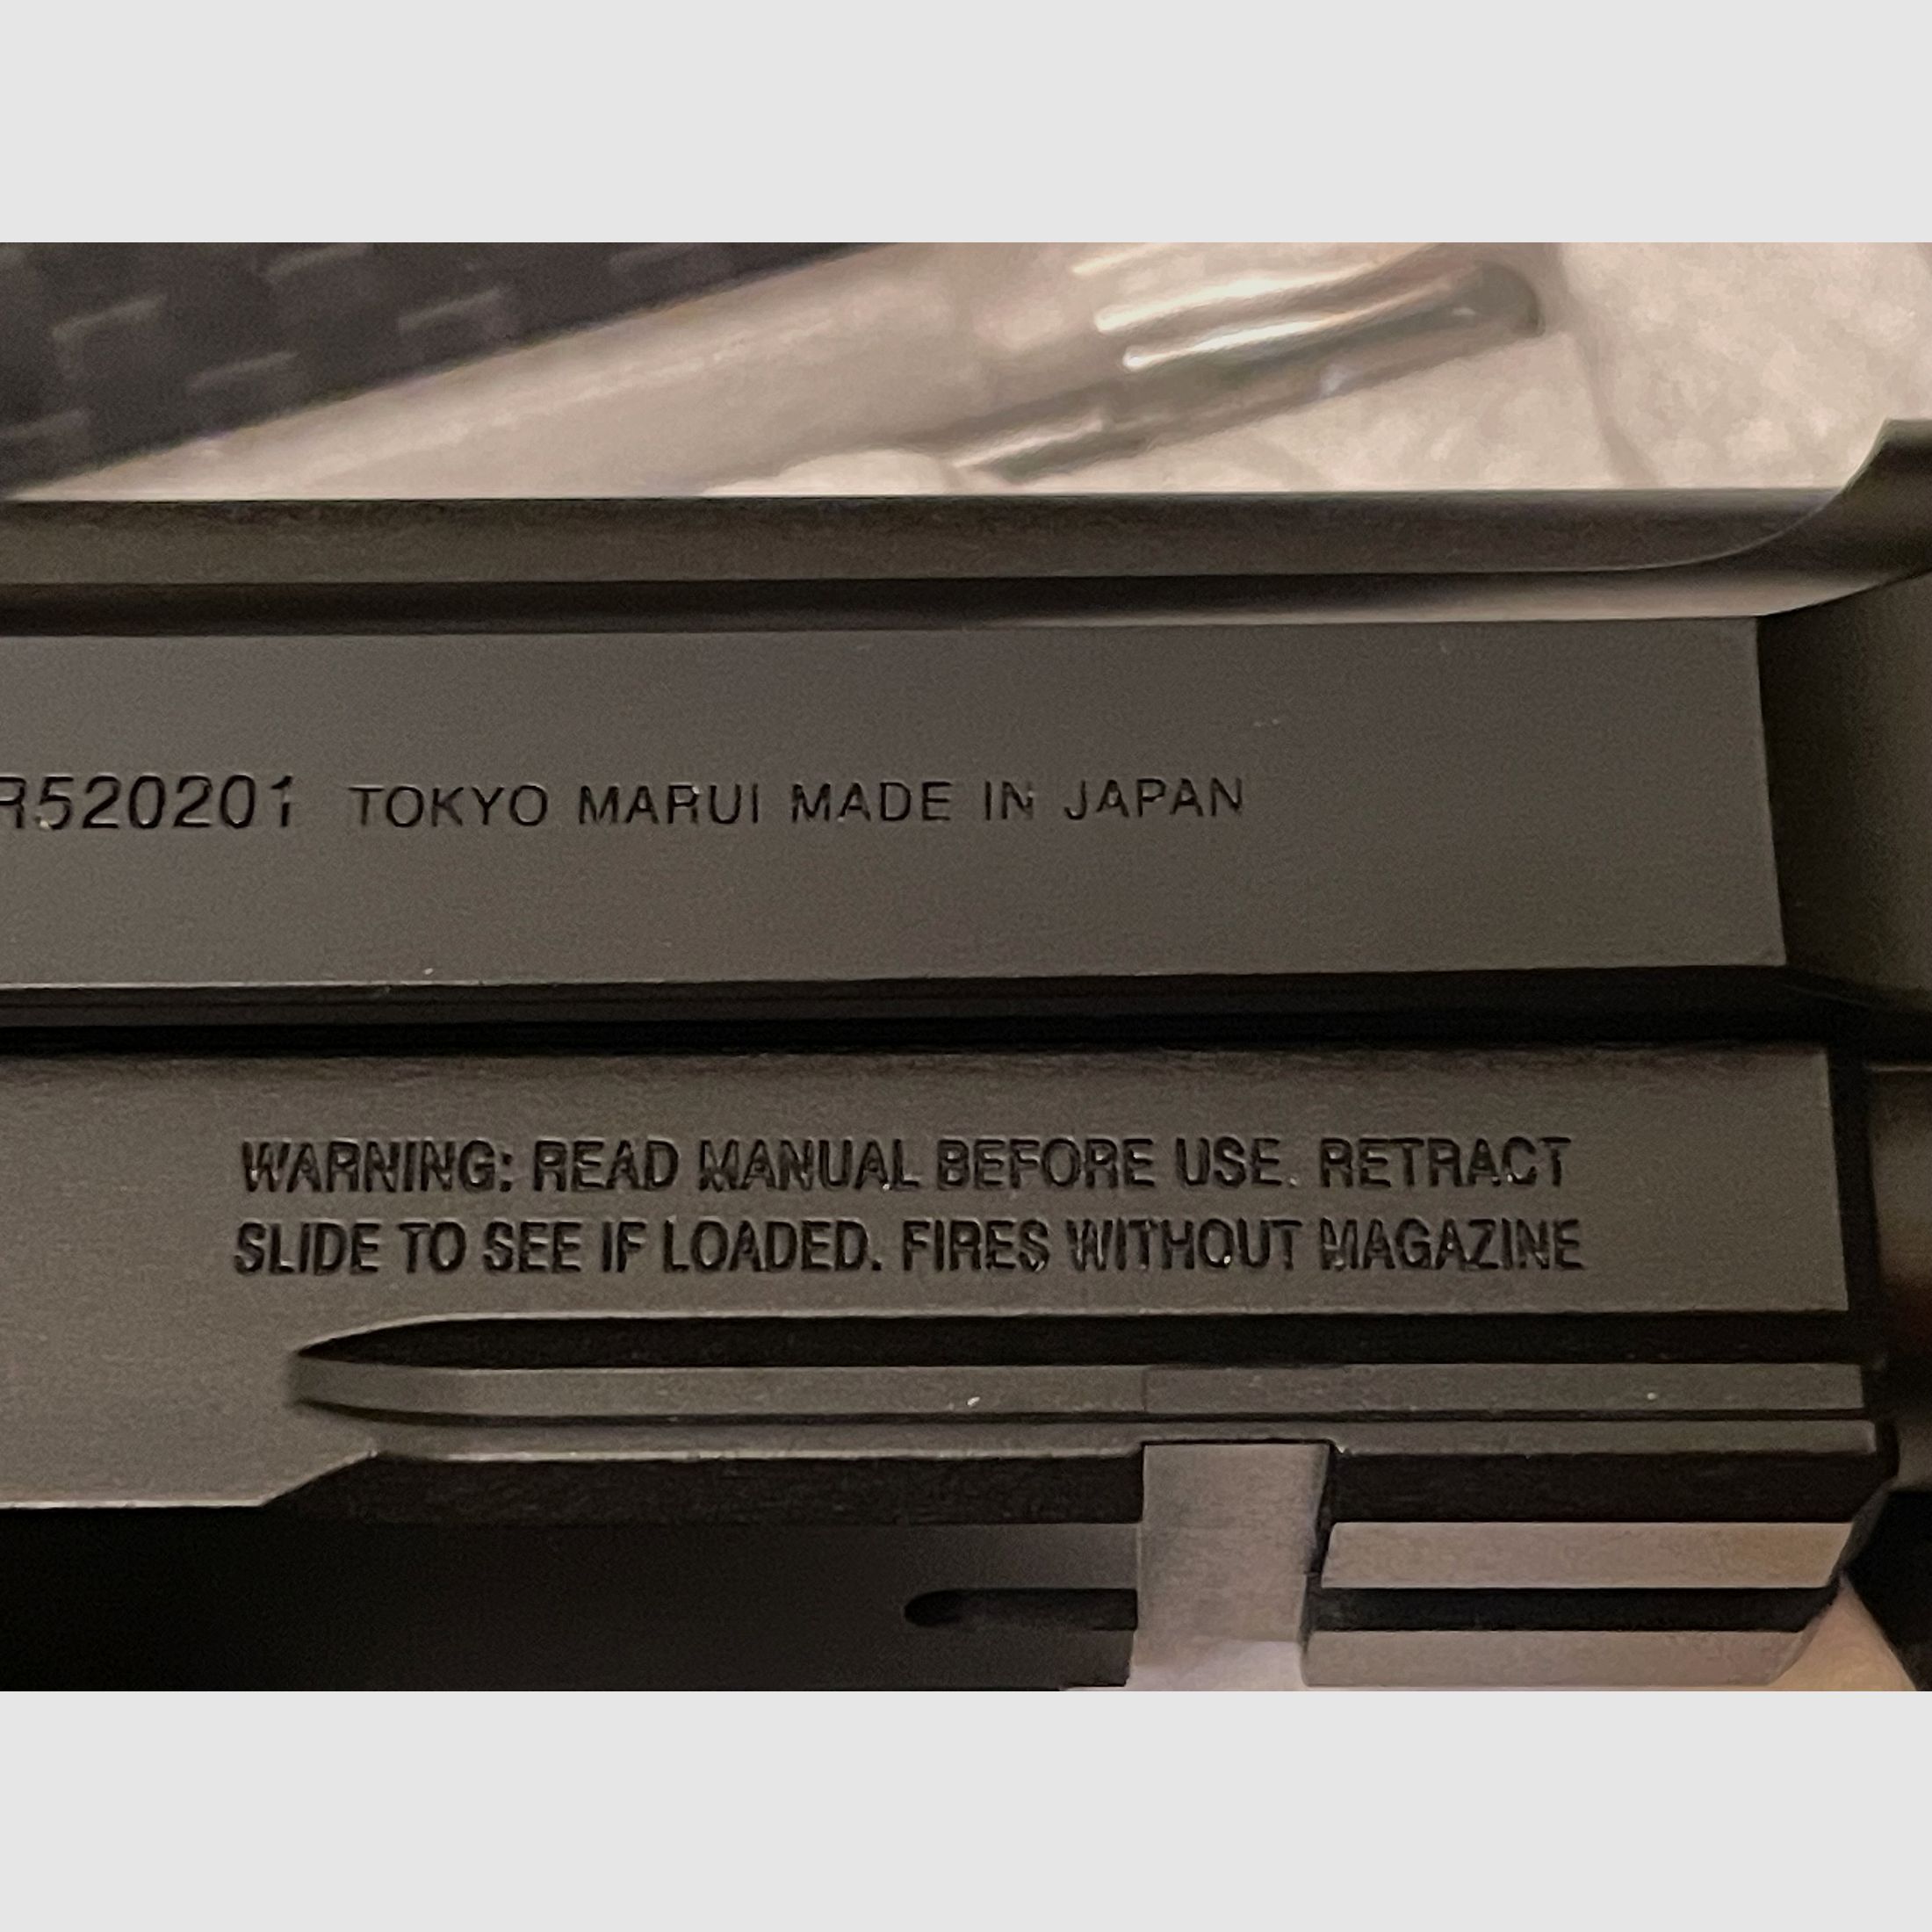 R520201 TOKYO MARUI MADE IN JAPAN
WARNING: READ MANUAL BEFORE USE. RETRACT
SLIDE TO SEE IF LOADED. FIRES WITHOUT MAGAZINE